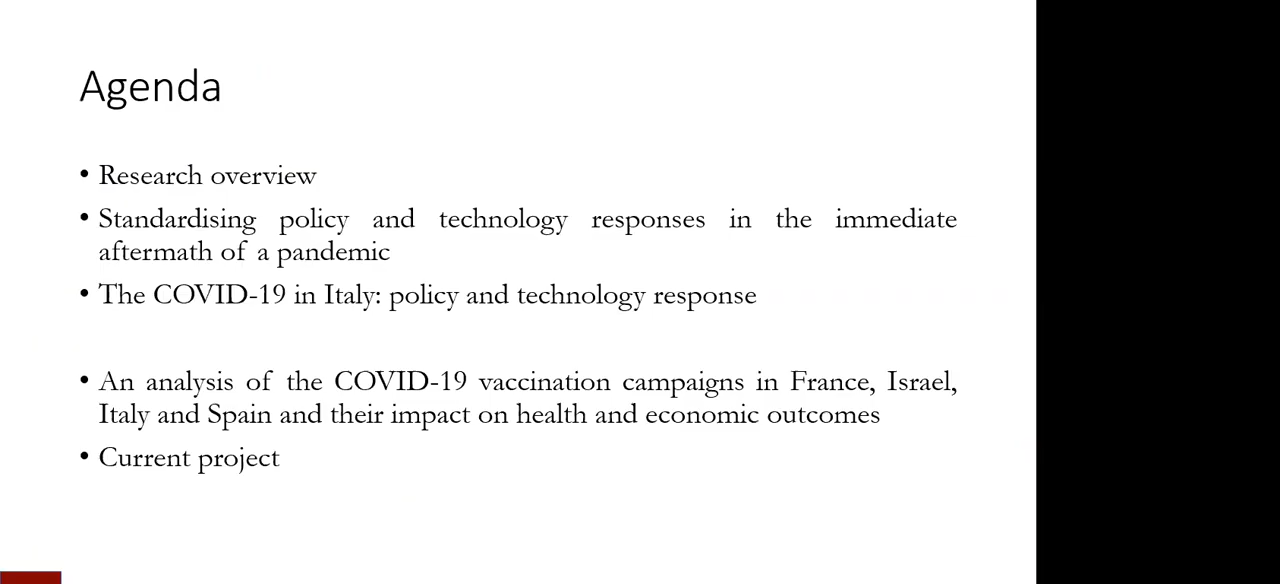 Agenda
• Research overview
• Standardising policy and technology responses in the immediate
aftermath of a pandemic
• The COVID-19 in Italy: policy and technology response
• An analysis of the COVID-19 vaccination campaigns in France, Israel,
Italy and Spain and their impact on health and economic outcomes
• Current project